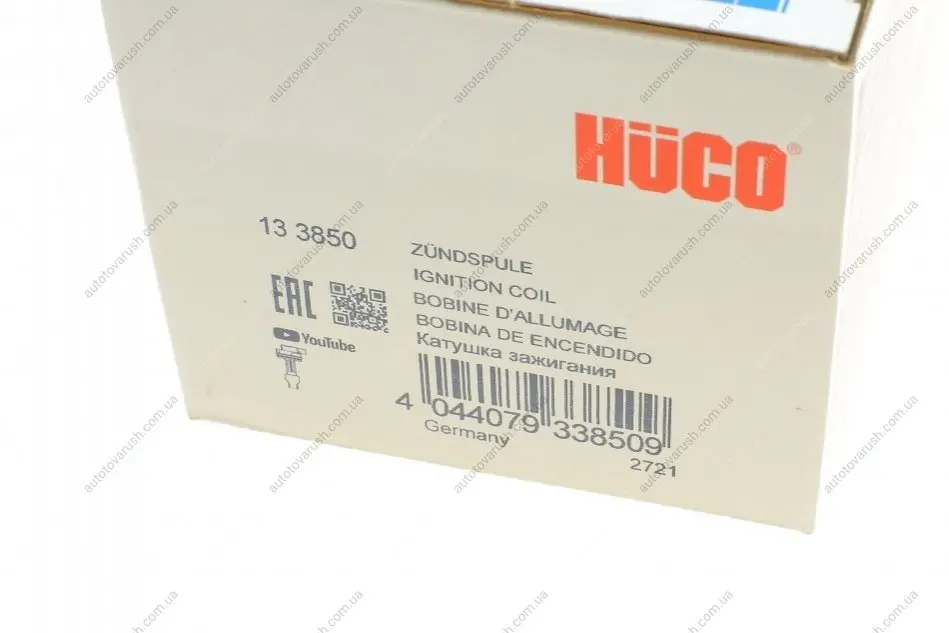 HÜCO®
13 3850
ZÜNDSPULE
IGNITION COIL
BOBINE D'ALLUMAGE
BOBINA DE ENCENDIDO
Катушка зажигания
EAC
YouTube
4 044079 338509
Germany
2721
autotovarush.com.ua